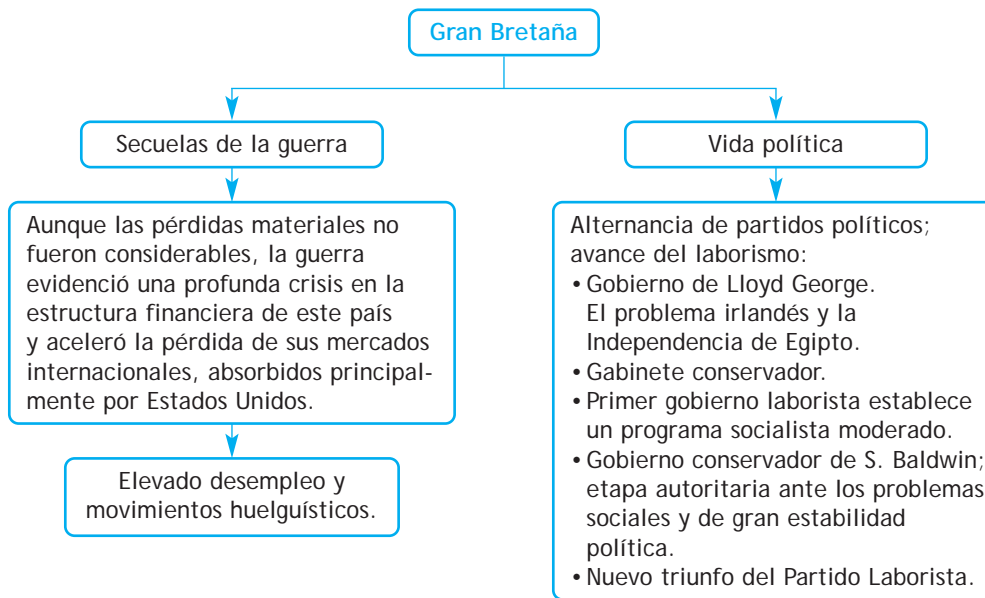 Gran Bretaña
Secuelas de la guerra
Aunque las pérdidas materiales no
fueron considerables, la guerra
evidenció una profunda crisis en la
estructura financiera de este país
y aceleró la pérdida de sus mercados
internacionales, absorbidos principal-
mente por Estados Unidos.
Elevado desempleo y
movimientos huelguísticos.
Vida política
Alternancia de partidos políticos;
avance del laborismo:
• Gobierno de Lloyd George.
El problema irlandés y la
Independencia de Egipto.
• Gabinete conservador.
• Primer gobierno laborista establece
un programa socialista moderado.
• Gobierno conservador de S. Baldwin;
etapa autoritaria ante los problemas
sociales y de gran estabilidad
política.
• Nuevo triunfo del Partido Laborista.